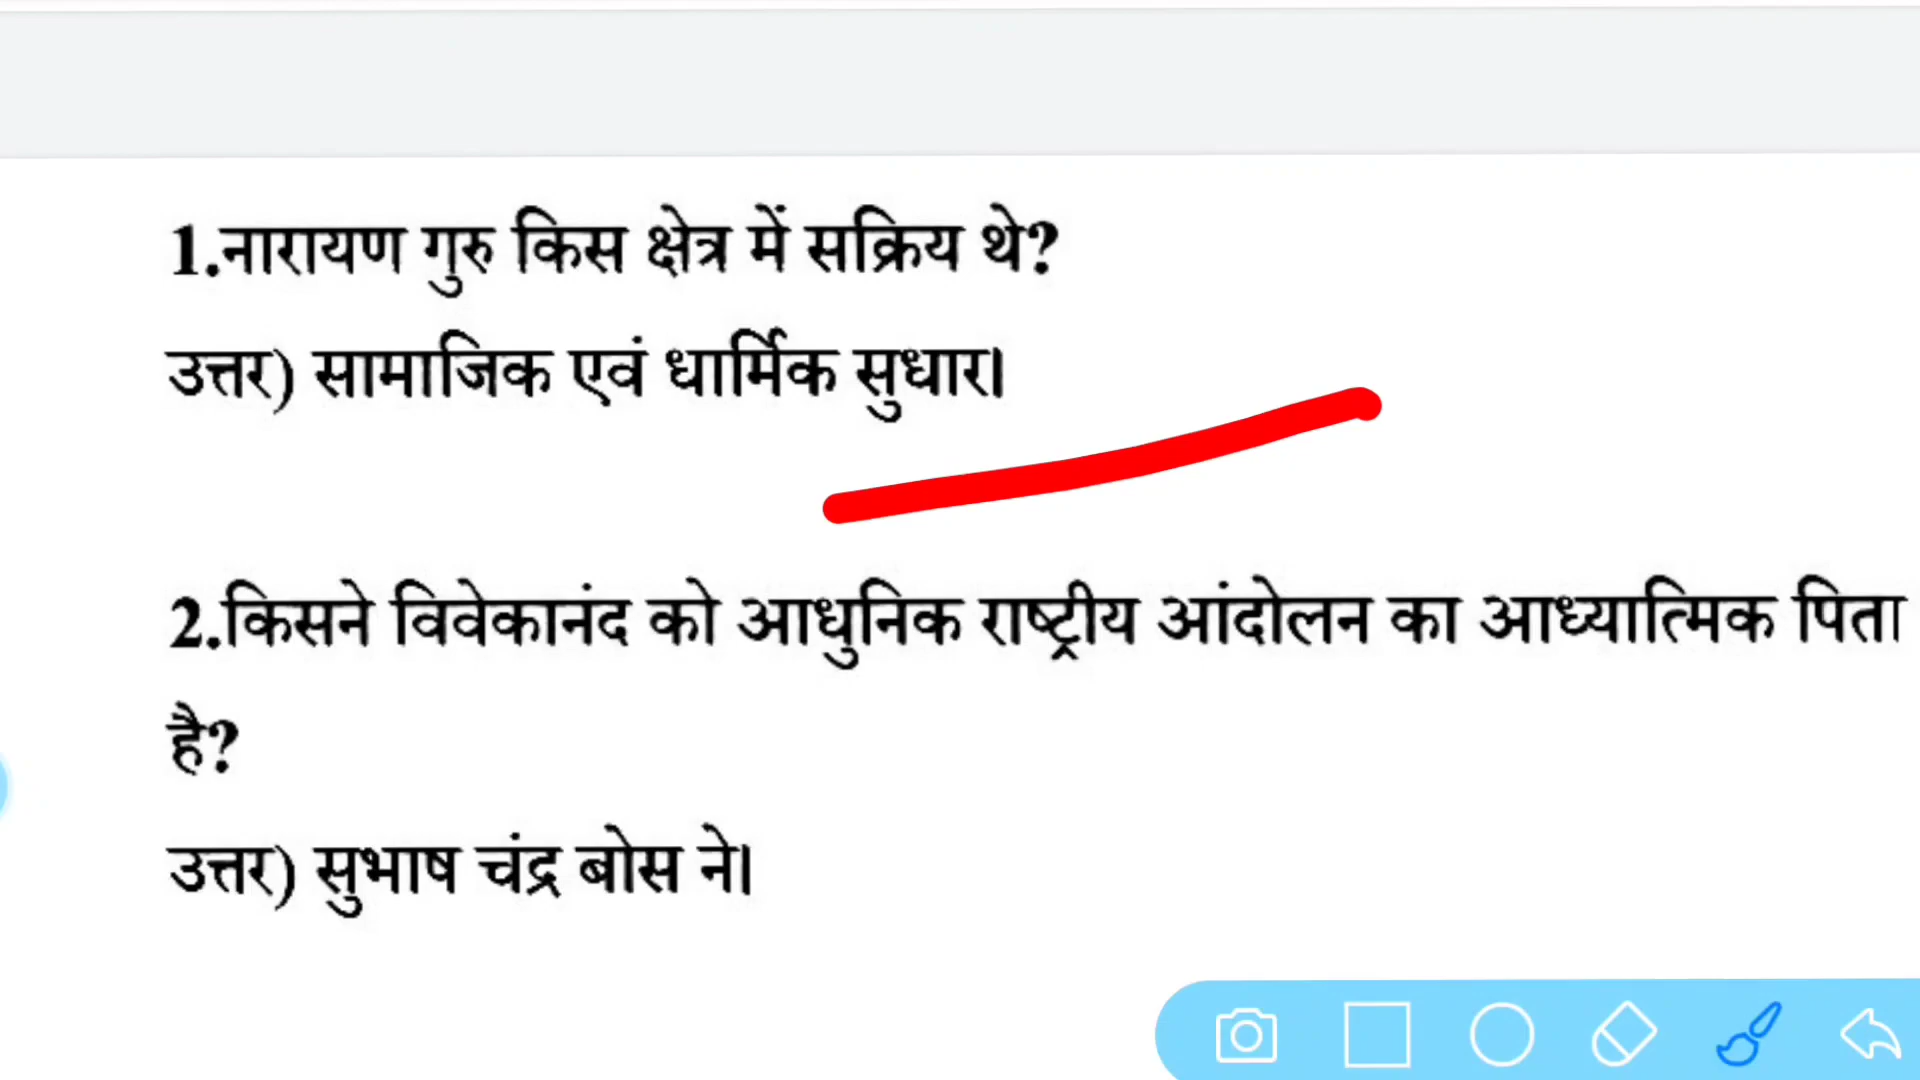 1.नारायण गुरु किस क्षेत्र में सक्रिय थे?
उत्तर) सामाजिक एवं धार्मिक सुधार।
2.किसने विवेकानंद को आधुनिक राष्ट्रीय आंदोलन का आध्यात्मिक पिता
है?
उत्तर) सुभाष चंद्र बोस ने।